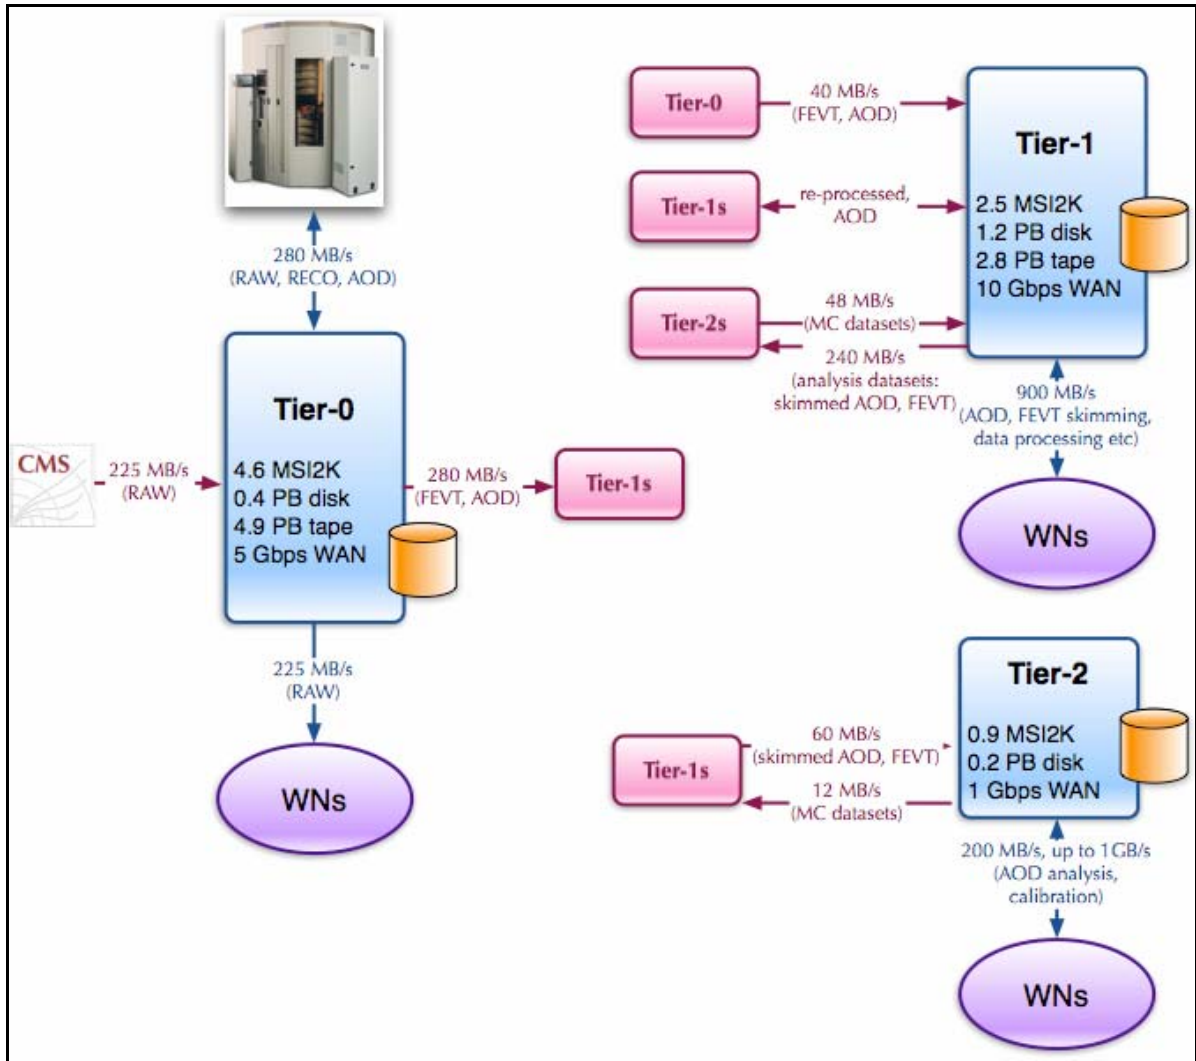 280 MB/s
(RAW, RECO, AOD)
CMS
225 MB/s
(RAW)
Tier-0
4.6 MSI2K
0.4 PB disk
4.9 PB tape
5 Gbps WAN
280 MB/s
(FEVT, AOD)
Tier-1s
225 MB/s
(RAW)
WNs
Tier-0
40 MB/s
(FEVT, AOD)
Tier-1s
re-processed,
AOD
Tier-2s
48 MB/s
(MC datasets)
240 MB/s
(analysis datasets:
skimmed AOD, FEVT)
Tier-1
2.5 MSI2K
1.2 PB disk
2.8 PB tape
10 Gbps WAN
900 MB/s
(AOD, FEVT skimming,
data processing etc)
WNs
Tier-1s
60 MB/s
(skimmed AOD, FEVT)
12 MB/s
(MC datasets)
Tier-2
0.9 MSI2K
0.2 PB disk
1 Gbps WAN
200 MB/s, up to 1GB/s
(AOD analysis,
calibration)
WNs